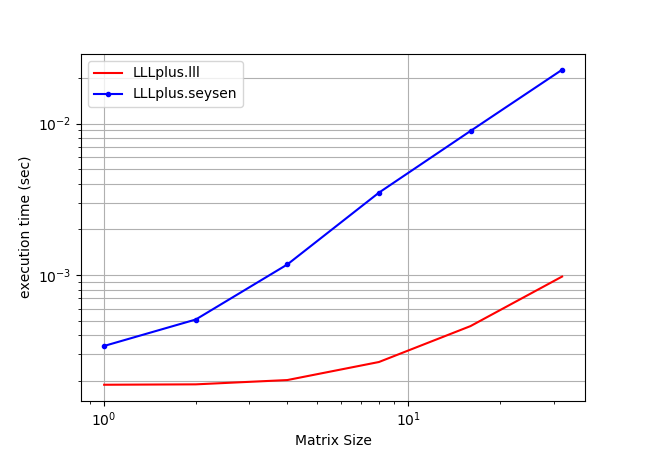 LLLplus.lll
LLLplus.seysen
execution time (sec)
10⁻²
10⁻³
10⁰
10¹
Matrix Size